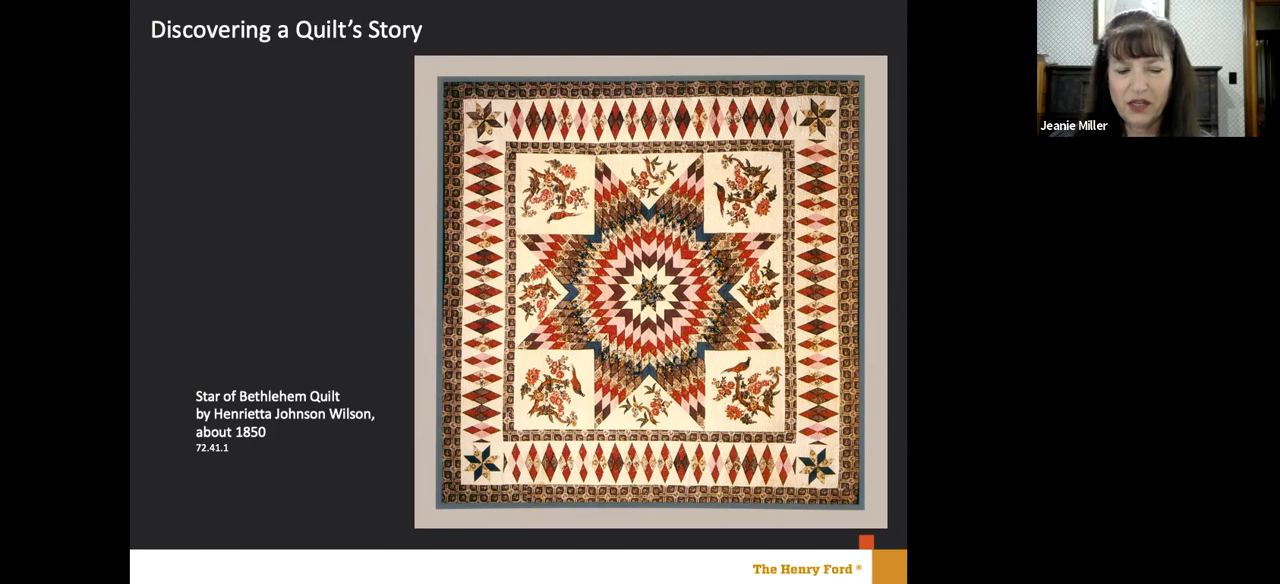 Discovering a Quilt’s Story
Jeanie Miller
Star of Bethlehem Quilt
by Henrietta Johnson Wilson,
about 1850
72.41.1
The Henry Ford®